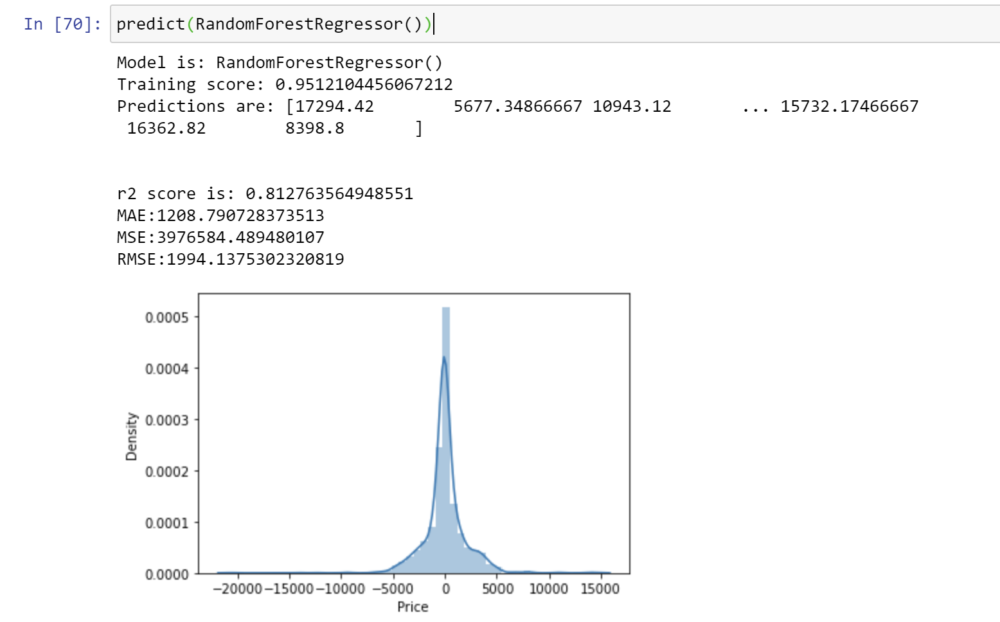 In [70]: predict(RandomForestRegressor())
Model is: RandomForestRegressor()
Training score: 0.9512104456067212
Predictions are: [17294.42        5677.34866667 10943.12       ... 15732.17466667
 16362.82        8398.8       ]
r2 score is: 0.812763564948551
MAE:1208.790728373513
MSE:3976584.489480107
RMSE:1994.1375302320819
0.0005
0.0004
0.0003
0.0002
0.0001
0.0000
Density
−20000 −15000 −10000 −5000 0 5000 10000 15000
Price